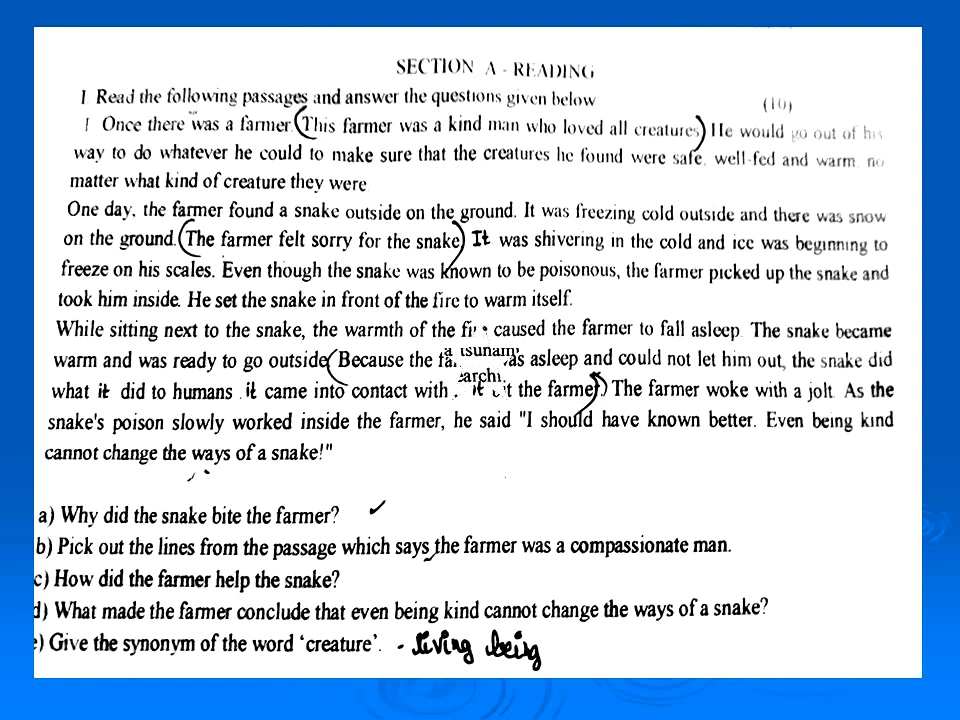 SECTION A - READING
I. Read the following passages and answer the questions given below
(10)
1 Once there was a farmer. (This farmer was a kind man who loved all creatures) He would go out of his
way to do whatever he could to make sure that the creatures he found were safe, well-fed and warm no
matter what kind of creature they were
One day, the farmer found a snake outside on the ground. It was freezing cold outside and there was snow
on the ground. (The farmer felt sorry for the snake) It was shivering in the cold and ice was beginning to
freeze on his scales. Even though the snake was known to be poisonous, the farmer picked up the snake and
took him inside. He set the snake in front of the fire to warm itself.
While sitting next to the snake, the warmth of the caused the farmer to fall asleep. The snake became
warm and was ready to go outside (Because the asleep and could not let him out, the snake did
a tsunami
what it did to humans it came into contact with it the farmer.) The farmer woke with a jolt. As the
snake's poison slowly worked inside the farmer, he said "I should have known better. Even being kind
cannot change the ways of a snake!"
a) Why did the snake bite the farmer? ✓
b) Pick out the lines from the passage which says, the farmer was a compassionate man.
c) How did the farmer help the snake?
d) What made the farmer conclude that even being kind cannot change the ways of a snake?
e) Give the synonym of the word ‘creature’. - living being